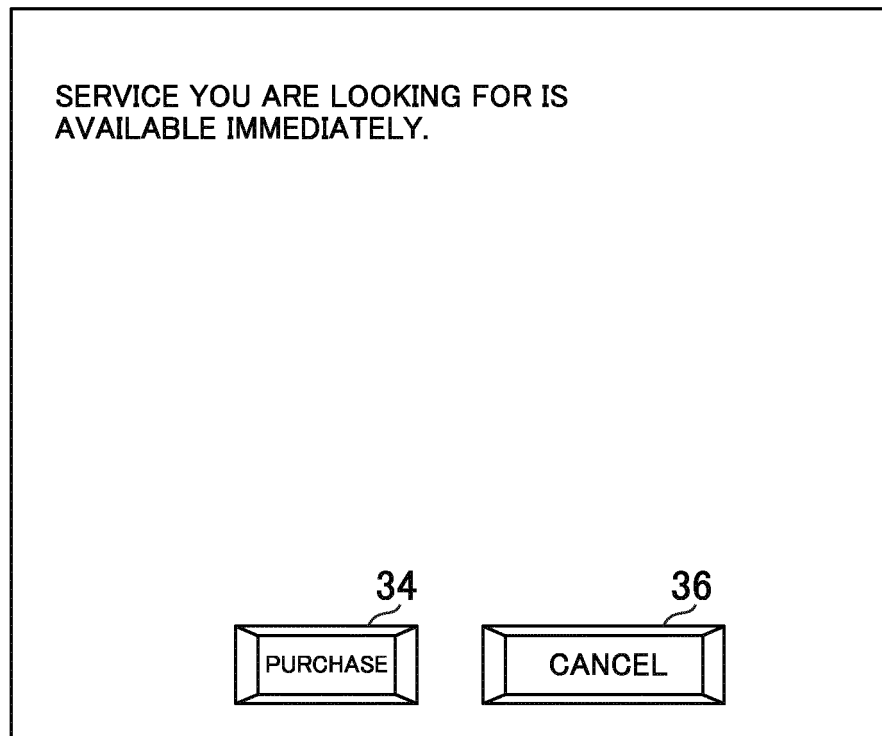 SERVICE YOU ARE LOOKING FOR IS
AVAILABLE IMMEDIATELY.
34 36
PURCHASE CANCEL